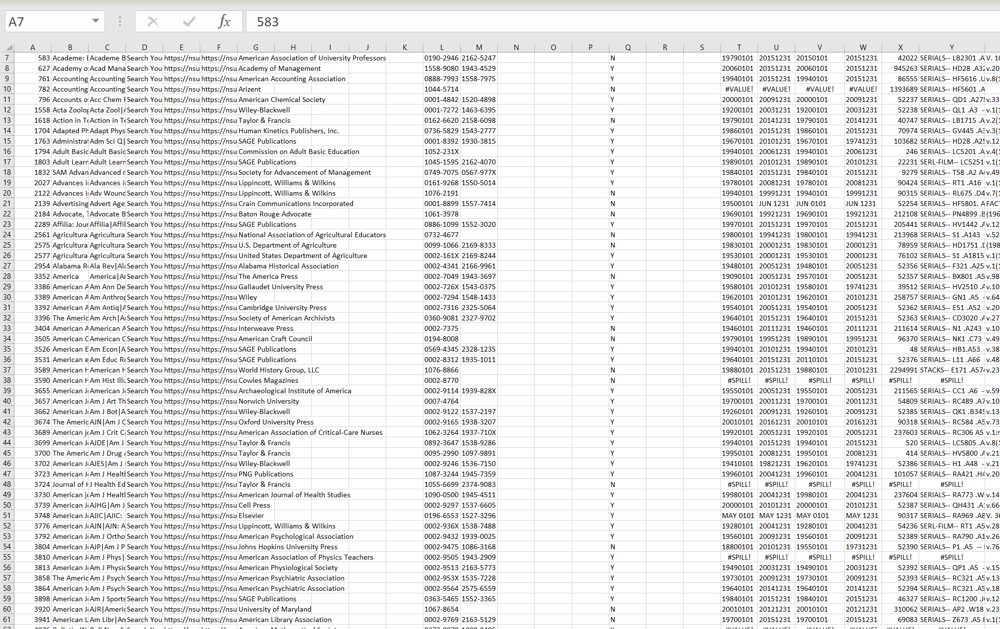 A7 fx 583
A B C D E F G H I J K L M N O P Q R S T U V W X Y
7 583 Academe: Academe B Search You https://nsu https://nsu American Association of University Professors 0190-2946 2162-5247 N 19790101 20151231 20150101 20151231 42022 SERIALS-- LB2301 .A V. 10
8 627 Academy o Acad Mana Search You https://nsu https://nsu Academy of Management 1558-9080 1943-4529 Y 20060101 20151231 20060101 20151231 945263 SERIALS-- HD28 .A32 v.20
9 761 Accounting Accounting Search You https://nsu https://nsu American Accounting Association 0888-7993 1558-7975 Y 19940101 20151231 19940101 20151231 86555 SERIALS-- HF5616 .U v.8(1
10 782 Accounting Accounting Search You https://nsu https://nsu Arizent 1044-5714 N #VALUE! #VALUE! #VALUE! #VALUE! 1393689 SERIALS-- HF5601 .A
11 796 Accounts o Acc Chem Search You https://nsu https://nsu American Chemical Society 0001-4842 1520-4898 Y 20000101 20091231 20000101 20091231 52237 SERIALS-- QD1 .A275 v.33
12 1558 Acta Zoolog Acta Zool|A Search You https://nsu https://nsu Wiley-Blackwell 0001-7272 1463-6395 Y 19200101 20031231 19200101 20031231 52238 SERIALS-- QL1 .A3 -- v.1(1
13 1618 Action in Te Action in Te Search You https://nsu https://nsu Taylor & Francis 0162-6620 2158-6098 N 19790101 20141231 19790101 20141231 40747 SERIALS-- LB1715 .A v.2(1
14 1704 Adapted Ph Adapt Phys Search You https://nsu https://nsu Human Kinetics Publishers, Inc. 0736-5829 1543-2777 Y 19860101 20151231 19860101 20151231 70974 SERIALS-- GV445 .A3 v.3(1
15 1763 Administra Adm Sci Q| Search You https://nsu https://nsu SAGE Publications 0001-8392 1930-3815 Y 19670101 20101231 19670101 19741231 103682 SERIALS-- HD28 .A25 v.12
16 1794 Adult Basic Adult Basic Search You https://nsu https://nsu Commission on Adult Basic Education 1052-231X Y 19940101 20061231 19940101 20061231 246 SERIALS-- LC5201 .A v.4(1
17 1803 Adult Learn Adult Learn Search You https://nsu https://nsu SAGE Publications 1045-1595 2162-4070 Y 19890101 20101231 19890101 20101231 22231 SERL-FILM-- LC5251 v.1(1
18 1832 SAM Advan Advanced Search You https://nsu https://nsu Society for Advancement of Management 0749-7075 0567-977X Y 19840101 20151231 19840101 20151231 9279 SERIALS-- T58 .A2 A v.49
19 2027 Advances i Advances i Search You https://nsu https://nsu Lippincott, Williams & Wilkins 0161-9268 1550-5014 Y 19780101 20081231 19780101 20081231 90424 SERIALS-- RT1 .A16 v.1(1
20 2122 Advances i Adv Wound Search You https://nsu https://nsu Lippincott, Williams & Wilkins 1076-2191 N 19940101 19991231 19940101 19991231 90315 SERIALS-- RL675 .D4 v.7(1
21 2139 Advertising Advert Age Search You https://nsu https://nsu Crain Communications Incorporated 0001-8899 1557-7414 N 19500101 JUN 1231 JUN 0101 JUN 1231 52254 SERIALS-- HF5801. A FACT
22 2184 Advocate, T Advocate B Search You https://nsu https://nsu Baton Rouge Advocate 1061-3978 N 19690101 19921231 19690101 19921231 212108 SERIALS-- PN4899 .B (196
23 2289 Affilia: Jour Affilia|Affil Search You https://nsu https://nsu SAGE Publications 0886-1099 1552-3020 Y 19970101 20151231 19970101 20151231 205441 SERIALS-- HV1442 .A v.12
24 2561 Agricultura Agricultura Search You https://nsu https://nsu National Association of Agricultural Educators 0732-4677 N 19800101 19941231 19800101 19941231 213968 SERIALS-- S1 .A143 - v.52
25 2575 Agricultura Agricultura Search You https://nsu https://nsu U.S. Department of Agriculture 0099-1066 2169-8333 N 19830101 20001231 19830101 20001231 78959 SERIALS-- HD1751 .D (198
26 2577 Agricultura Agricultura Search You https://nsu https://nsu United States Department of Agriculture 0002-161X 2169-8244 Y 19530101 20001231 19530101 20001231 76102 SERIALS-- S1 .A1815 v.1(1
27 2954 Alabama R Ala Rev|Ala Search You https://nsu https://nsu Alabama Historical Association 0002-4341 2166-9961 Y 19480101 20051231 19480101 20051231 52356 SERIALS-- F321 .A25 v.1(1
28 3352 America America|A Search You https://nsu https://nsu The America Press 0002-7049 1943-3697 N 19090101 20051231 19570101 20051231 52357 SERIALS-- BX801 .A5 v.98
29 3386 American A Am Ann De Search You https://nsu https://nsu Gallaudet University Press 0002-726X 1543-0375 Y 19580101 20101231 19580101 19741231 39512 SERIALS-- HV2510 .A v.10
30 3389 American A Am Anthrop Search You https://nsu https://nsu Wiley 0002-7294 1548-1433 Y 19620101 20101231 19620101 20101231 258757 SERIALS-- GN1 .A5 - v.64
31 3392 American A Am Antiq|A Search You https://nsu https://nsu Cambridge University Press 0002-7316 2325-5064 Y 19540101 20051231 19540101 20051231 52362 SERIALS-- E51 .A52 v.20
32 3396 The Americ Am Arch|A Search You https://nsu https://nsu Society of American Archivists 0360-9081 2327-9702 Y 19640101 20151231 19640101 20151231 52363 SERIALS-- CD3020 .A v.27
33 3404 American A American A Search You https://nsu https://nsu Interweave Press 0002-7375 N 19460101 20111231 19460101 20111231 211614 SERIALS-- N1 .A243 v.10
34 3505 American C American C Search You https://nsu https://nsu American Craft Council 0194-8008 N 19790101 19951231 19890101 19951231 96370 SERIALS-- NK1 .C73 v.49
35 3526 American E Am Econ|A Search You https://nsu https://nsu SAGE Publications 0569-4345 2328-1235 Y 19940101 20101231 19940101 20101231 48 SERIALS-- HB1.A53 v.38
36 3531 American e Am Educ Re Search You https://nsu https://nsu SAGE Publications 0002-8312 1935-1011 Y 19640101 20151231 20110101 20151231 52376 SERIALS-- L11 .A66 v.48
37 3589 American H American H Search You https://nsu https://nsu World History Group, LLC 1076-8866 N 19880101 20151231 19880101 20101231 2294991 STACKS-- E171 .A574 v.23
38 3590 American H Am Hist Illu Search You https://nsu https://nsu Cowles Magazines 0002-8770 N #SPILL! #SPILL! #SPILL! #SPILL! #SPILL! #SPILL!
39 3655 American J American J Search You https://nsu https://nsu Archaeological Institute of America 0002-9114 1939-828X Y 19550101 20051231 19550101 20051231 211565 SERIALS-- CC1 .A6 -- v.59
40 3657 American J Am J Art Th Search You https://nsu https://nsu Norwich University 0007-4764 Y 19700101 20011231 19700101 20011231 54809 SERIALS-- RC489 .A7 v.10
41 3662 American J Am J Bot|A Search You https://nsu https://nsu Wiley-Blackwell 0002-9122 1537-2197 Y 19260101 20091231 19260101 20091231 52385 SERIALS-- QK1 .B345 v.13
42 3674 The Americ AJN|Am J C Search You https://nsu https://nsu Oxford University Press 0002-9165 1938-3207 Y 20010101 20161231 20010101 20161231 90318 SERIALS-- RC584 .A5 v.73
43 3689 American j Am J Crit C Search You https://nsu https://nsu American Association of Critical-Care Nurses 1062-3264 1937-710X Y 19920101 20051231 19920101 20051231 237603 SERIALS-- RC306 A5 v.1:n
44 3699 American J AJDE|Am J Search You https://nsu https://nsu Taylor & Francis 0892-3647 1538-9286 Y 19940101 20151231 19940101 20151231 520 SERIALS-- LC5805 .A v.8(1
45 3700 The Americ Am J Drug Search You https://nsu https://nsu Taylor & Francis 0095-2990 1097-9891 Y 19950101 20081231 19950101 20081231 414 SERIALS-- HV5800 .A v.21
46 3702 American J AJES|Am J Search You https://nsu https://nsu Wiley-Blackwell 0002-9246 1536-7150 Y 19410101 19821231 19620101 19741231 52386 SERIALS-- H1 .A48 -- v.21
47 3723 American J Am J Health Search You https://nsu https://nsu PNG Publications 1087-3244 1945-7359 Y 19960101 20041231 19960101 20041231 101057 SERIALS-- RA421 .H4 v.20
48 3724 Journal of H J Health Ed Search You https://nsu https://nsu Taylor & Francis 1055-6699 2374-9083 N #SPILL! #SPILL! #SPILL! #SPILL! #SPILL! #SPILL!
49 3730 American j Am J Health Search You https://nsu https://nsu American Journal of Health Studies 1090-0500 1945-4511 Y 19980101 20041231 19980101 20041231 237604 SERIALS-- RA773 .W v.14
50 3739 American J AJHG|Am J Search You https://nsu https://nsu Cell Press 0002-9297 1537-6605 Y 20000101 20101231 20000101 20101231 52387 SERIALS-- QH431 .A1 v.66
51 3748 American J AJIC|AJIC: Search You https://nsu https://nsu Elsevier 0196-6553 1527-3296 Y MAY 0101 MAY 1231 MAY 0101 MAY 1231 90317 SERIALS-- RA969 .A8 V. 36
52 3776 American J AJN|AJN: A Search You https://nsu https://nsu Lippincott, Williams & Wilkins 0002-936X 1538-7488 Y 19280101 20041231 19280101 20041231 54236 SERL-FILM-- RT1 .A5 v.28
53 3792 American J Am J Ortho Search You https://nsu https://nsu American Psychological Association 0002-9432 1939-0025 Y 19560101 20091231 19560101 20091231 52389 SERIALS-- RA790 .A1 v.26
54 3804 American J AJP|Am J P Search You https://nsu https://nsu Johns Hopkins University Press 0002-9475 1086-3168 N 18800101 20101231 19550101 19731231 52390 SERIALS-- P1 .A5 -- v.76
55 3810 American J Am J Phys| Search You https://nsu https://nsu American Association of Physics Teachers 0002-9505 1943-2909 Y #SPILL! #SPILL! #SPILL! #SPILL! #SPILL! #SPILL!
56 3813 American J Am J Physic Search You https://nsu https://nsu American Physiological Society 0002-9513 2163-5773 Y 19490101 20031231 19490101 20031231 52392 SERIALS-- QP1 .A5 - v.15
57 3858 The Americ Am J Psych Search You https://nsu https://nsu American Psychiatric Association 0002-953X 1535-7228 Y 19730101 20091231 19730101 20091231 52393 SERIALS-- RC321 .A5 v.13
58 3864 American J Am J Psych Search You https://nsu https://nsu American Psychiatric Association 0002-9564 2575-6559 Y 19640101 20141231 19640101 20141231 52394 SERIALS-- RC321 .A5 v.18
59 3898 American J Am J Sports Search You https://nsu https://nsu SAGE Publications 0363-5465 1552-3365 Y 19840101 20151231 19840101 20151231 46327 SERIALS-- RC1200 .J v.12
60 3920 American J AJR|Americ Search You https://nsu https://nsu University of Maryland 1067-8654 N 20010101 20121231 20010101 20121231 310062 SERIALS-- AP2 .W18 v.23
61 3941 American L Am Libr|Am Search You https://nsu https://nsu American Library Association 0002-9769 2163-5129 N 19700101 20151231 19700101 20151231 69083 SERIALS-- Z673 .A5 v.1(1